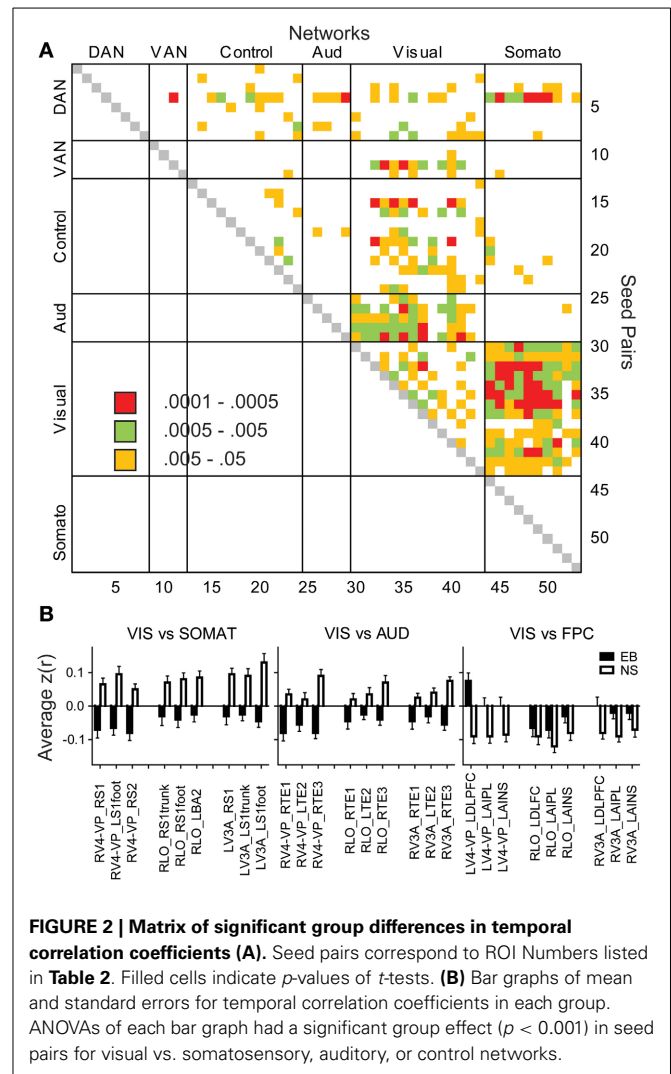 A
Networks
DAN VAN Control Aud Visual Somato
DAN
VAN
Control
Aud
Visual
Somato
5
10
15
20
25
30
35
40
45
50
Seed Pairs
.0001 - .0005
.0005 - .005
.005 - .05
5 10 15 20 25 30 35 40 45 50
B
VIS vs SOMAT VIS vs AUD VIS vs FPC
EB
NS
Average z(r)
0.1
0.0
-0.1
RV4-VP_RS1
RV4-VP_LS1foot
RV4-VP_RS2
RLO_RS1trunk
RLO_RS1foot
RLO_LBA2
LV3A_RS1
LV3A_LS1trunk
LV3A_LS1foot
RV4-VP_RTE1
RV4-VP_LTE2
RV4-VP_RTE3
RLO_RTE1
RLO_LTE2
RLO_RTE3
RV3A_RTE1
RV3A_LTE2
RV3A_RTE3
LV4-VP_LDLPFC
LV4-VP_LAIPL
LV4-VP_LAINS
RLO_LDLFC
RLO_LAIPL
RLO_LAINS
RV3A_LDLPFC
RV3A_LAIPL
RV3A_LAINS
FIGURE 2 | Matrix of significant group differences in temporal
correlation coefficients (A). Seed pairs correspond to ROI Numbers listed
in Table 2. Filled cells indicate p-values of t-tests. (B) Bar graphs of mean
and standard errors for temporal correlation coefficients in each group.
ANOVAs of each bar graph had a significant group effect (p < 0.001) in seed
pairs for visual vs. somatosensory, auditory, or control networks.